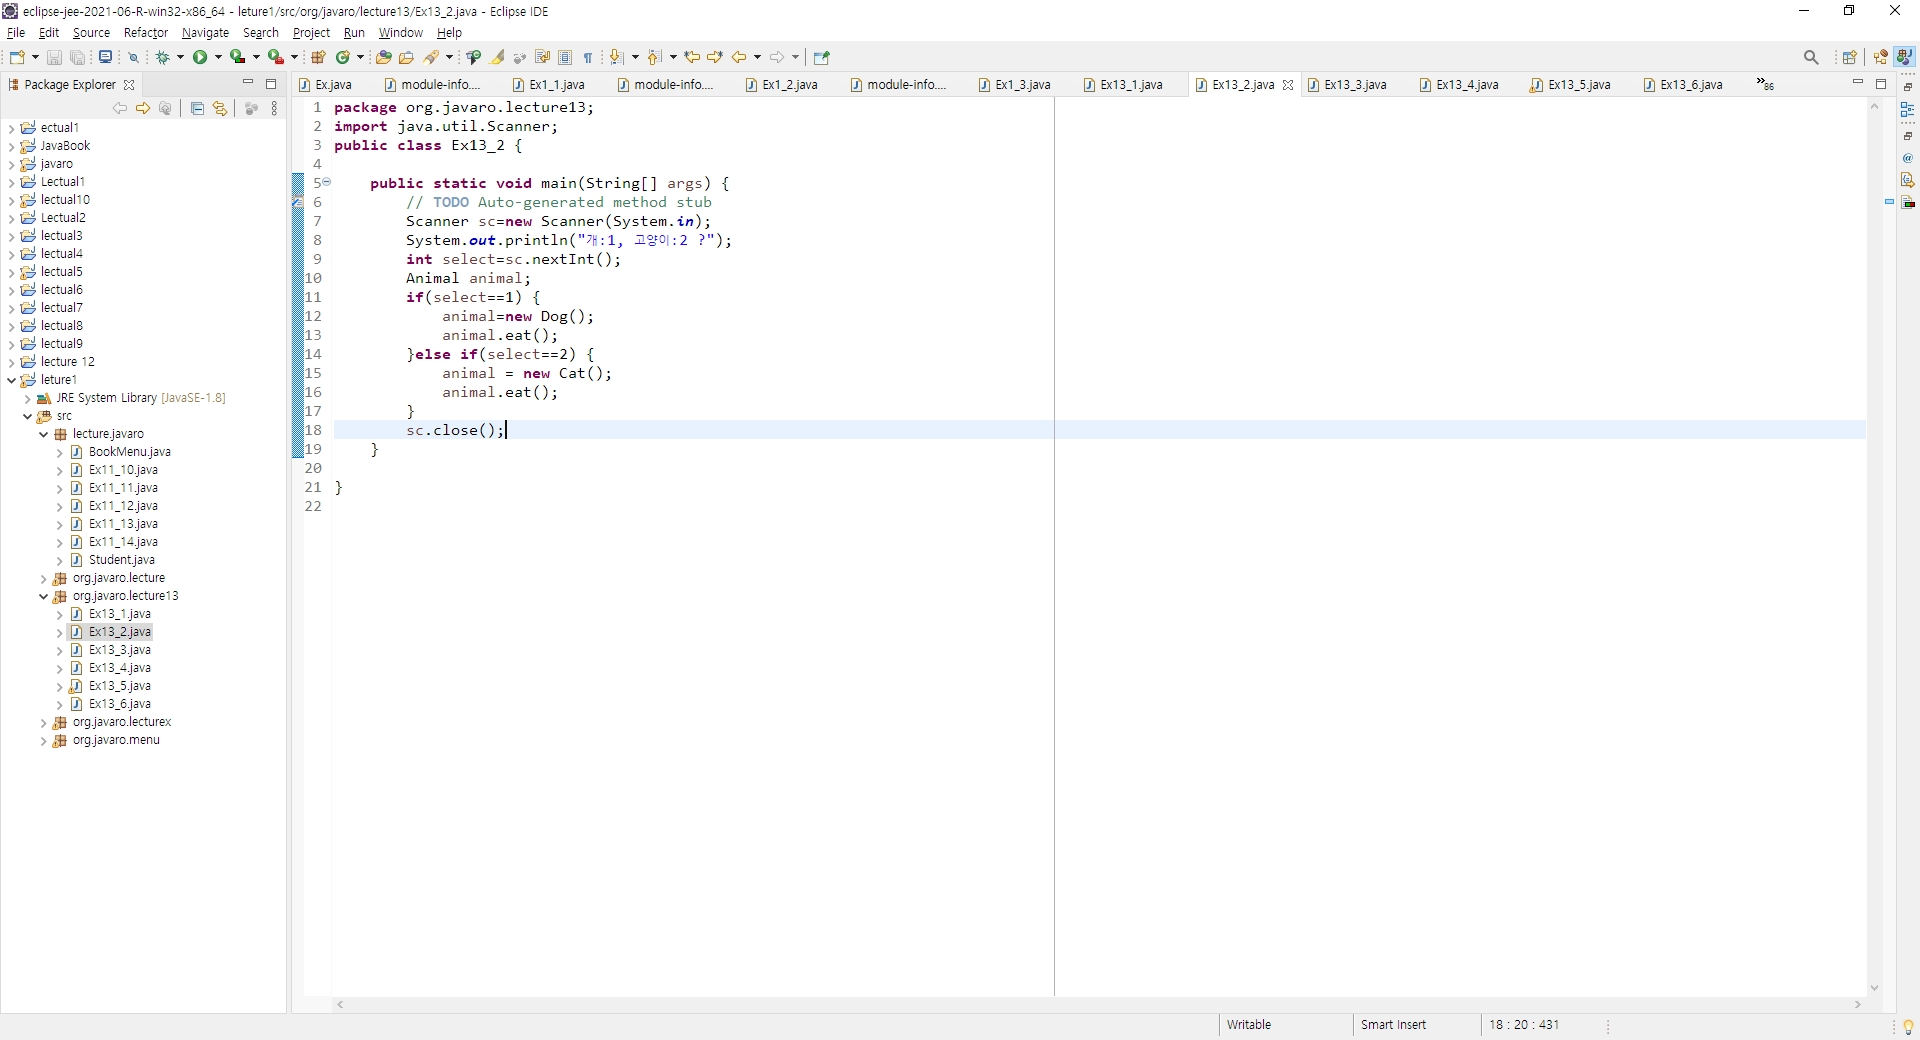 eclipse-jee-2021-06-R-win32-x86_64 - leture1/src/org/javaro/lecture13/Ex13_2.java - Eclipse IDE
File Edit Source Refactor Navigate Search Project Run Window Help
Package Explorer
Ex.java module-info.... Ex1_1.java module-info.... Ex1_2.java module-info.... Ex1_3.java Ex13_1.java Ex13_2.java Ex13_3.java Ex13_4.java Ex13_5.java Ex13_6.java »86
ectual1
JavaBook
javaro
Lectual1
lectual10
Lectual2
lectual3
lectual4
lectual5
lectual6
lectual7
lectual8
lectual9
lecture 12
leture1
JRE System Library [JavaSE-1.8]
src
lecture.javaro
BookMenu.java
Ex11_10.java
Ex11_11.java
Ex11_12.java
Ex11_13.java
Ex11_14.java
Student.java
org.javaro.lecture
org.javaro.lecture13
Ex13_1.java
Ex13_2.java
Ex13_3.java
Ex13_4.java
Ex13_5.java
Ex13_6.java
org.javaro.lecturex
org.javaro.menu
1 package org.javaro.lecture13;
2 import java.util.Scanner;
3 public class Ex13_2 {
4
5 public static void main(String[] args) {
6 // TODO Auto-generated method stub
7 Scanner sc=new Scanner(System.in);
8 System.out.println("개:1, 고양이:2 ?");
9 int select=sc.nextInt();
10 Animal animal;
11 if(select==1) {
12 animal=new Dog();
13 animal.eat();
14 }else if(select==2) {
15 animal = new Cat();
16 animal.eat();
17 }
18 sc.close();
19 }
20
21 }
22
Writable Smart Insert 18 : 20 : 431